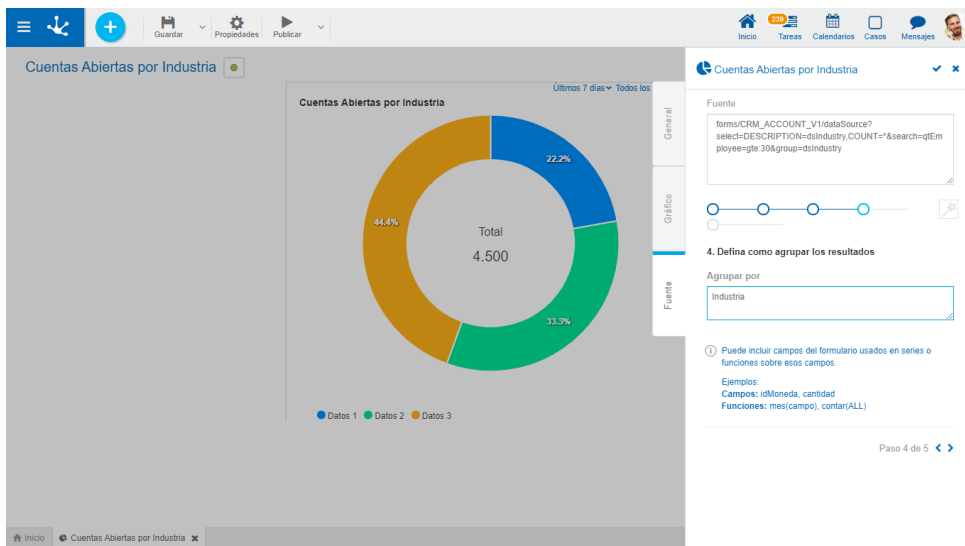 Guardar
Propiedades
Publicar
Inicio
239
Tareas
Calendarios
Casos
Mensajes
Cuentas Abiertas por Industria
Últimos 7 días Todos los
Cuentas Abiertas por Industria
22.2%
44.4%
33.3%
Total
4.500
Datos 1 Datos 2 Datos 3
General
Gráfico
Fuente
Cuentas Abiertas por Industria
Fuente
forms/CRM_ACCOUNT_V1/dataSource?
select=DESCRIPTION=dsIndustry,COUNT=*&search=qtEm
ployee=gte:30&group=dsIndustry
4. Defina como agrupar los resultados
Agrupar por
Industria
Puede incluir campos del formulario usados en series o
funciones sobre esos campos.
Ejemplos:
Campos: idMoneda, cantidad
Funciones: mes(campo), contar(ALL)
Paso 4 de 5
Inicio
Cuentas Abiertas por Industria